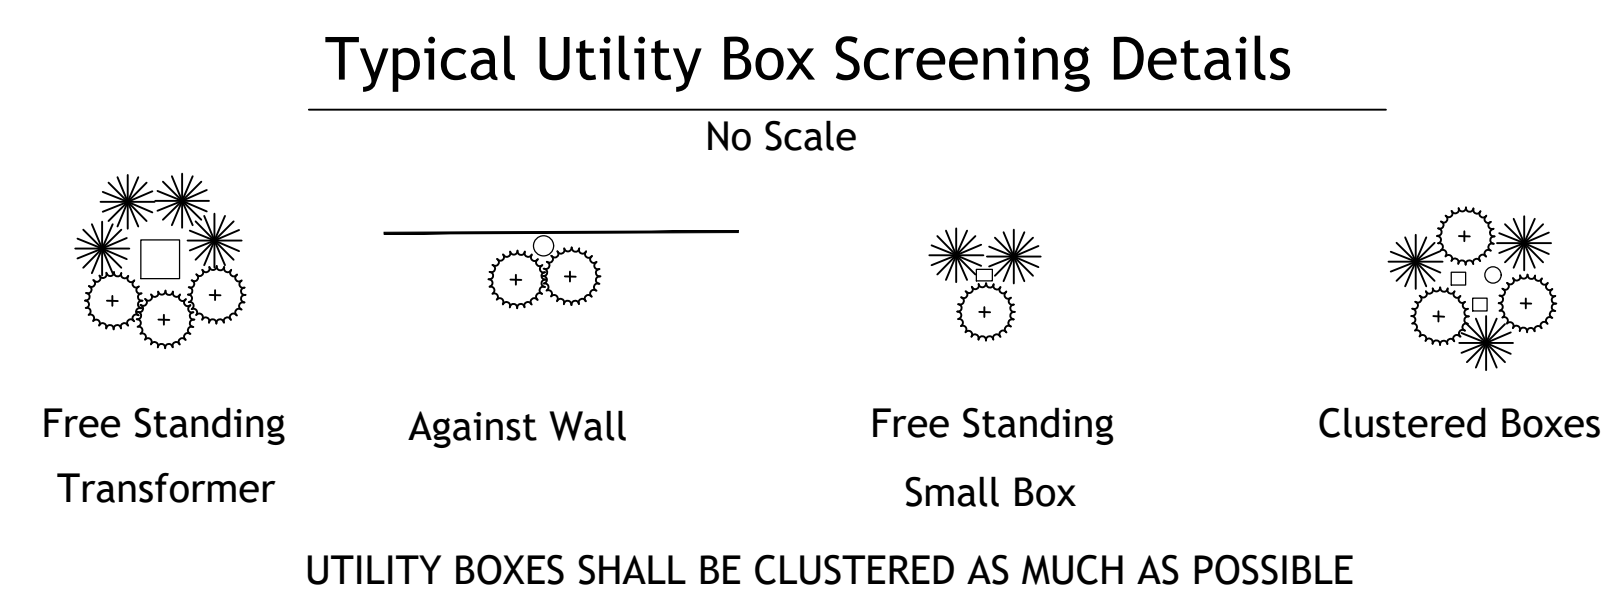 Typical Utility Box Screening Details
No Scale
Free Standing
Transformer
Against Wall
Free Standing
Small Box
Clustered Boxes
UTILITY BOXES SHALL BE CLUSTERED AS MUCH AS POSSIBLE